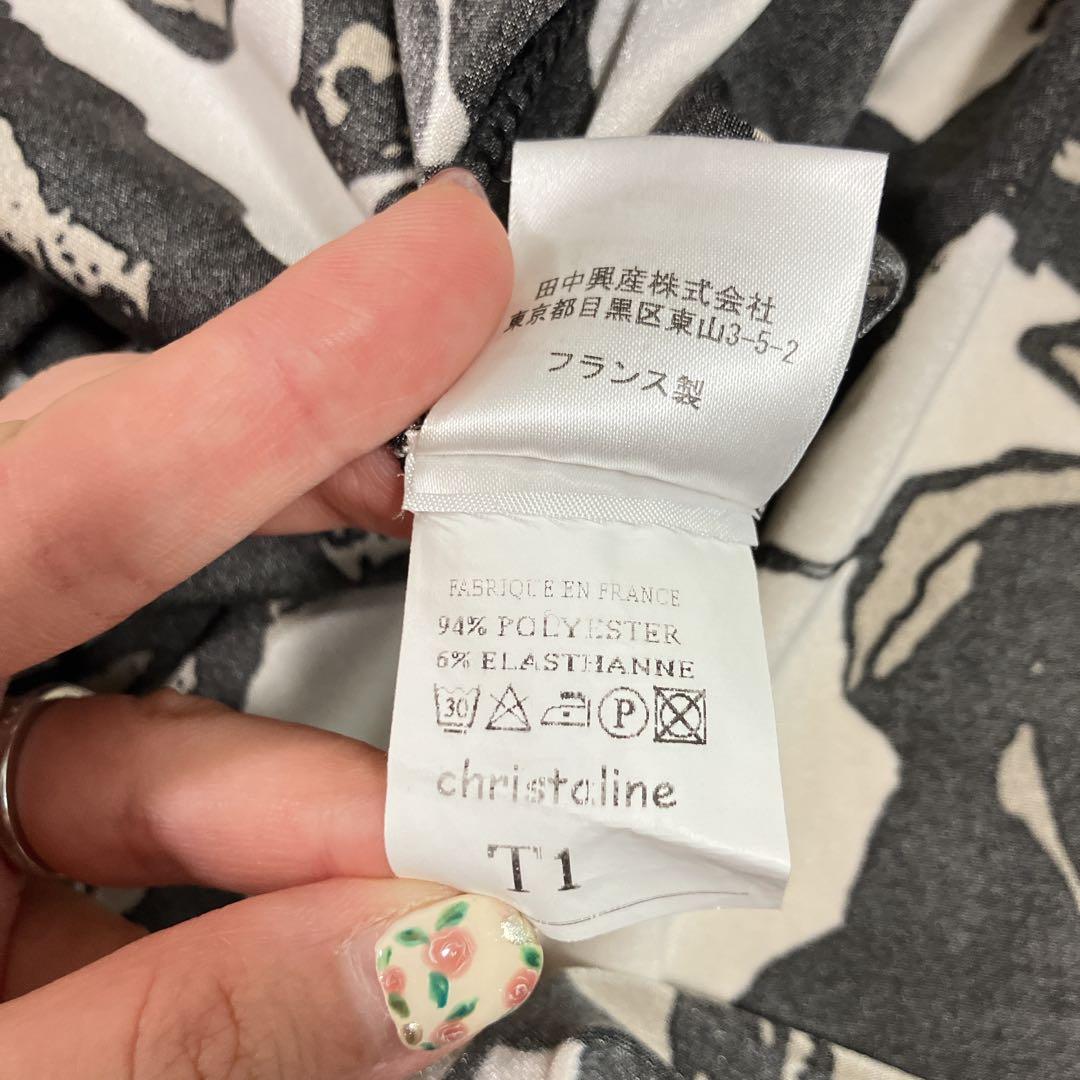 田中興産株式会社
東京都目黒区東山3-5-2
フランス製
FABRIQUE EN FRANCE
94% POLYESTER
6% ELASTHANNE
30 P
christaline
T1